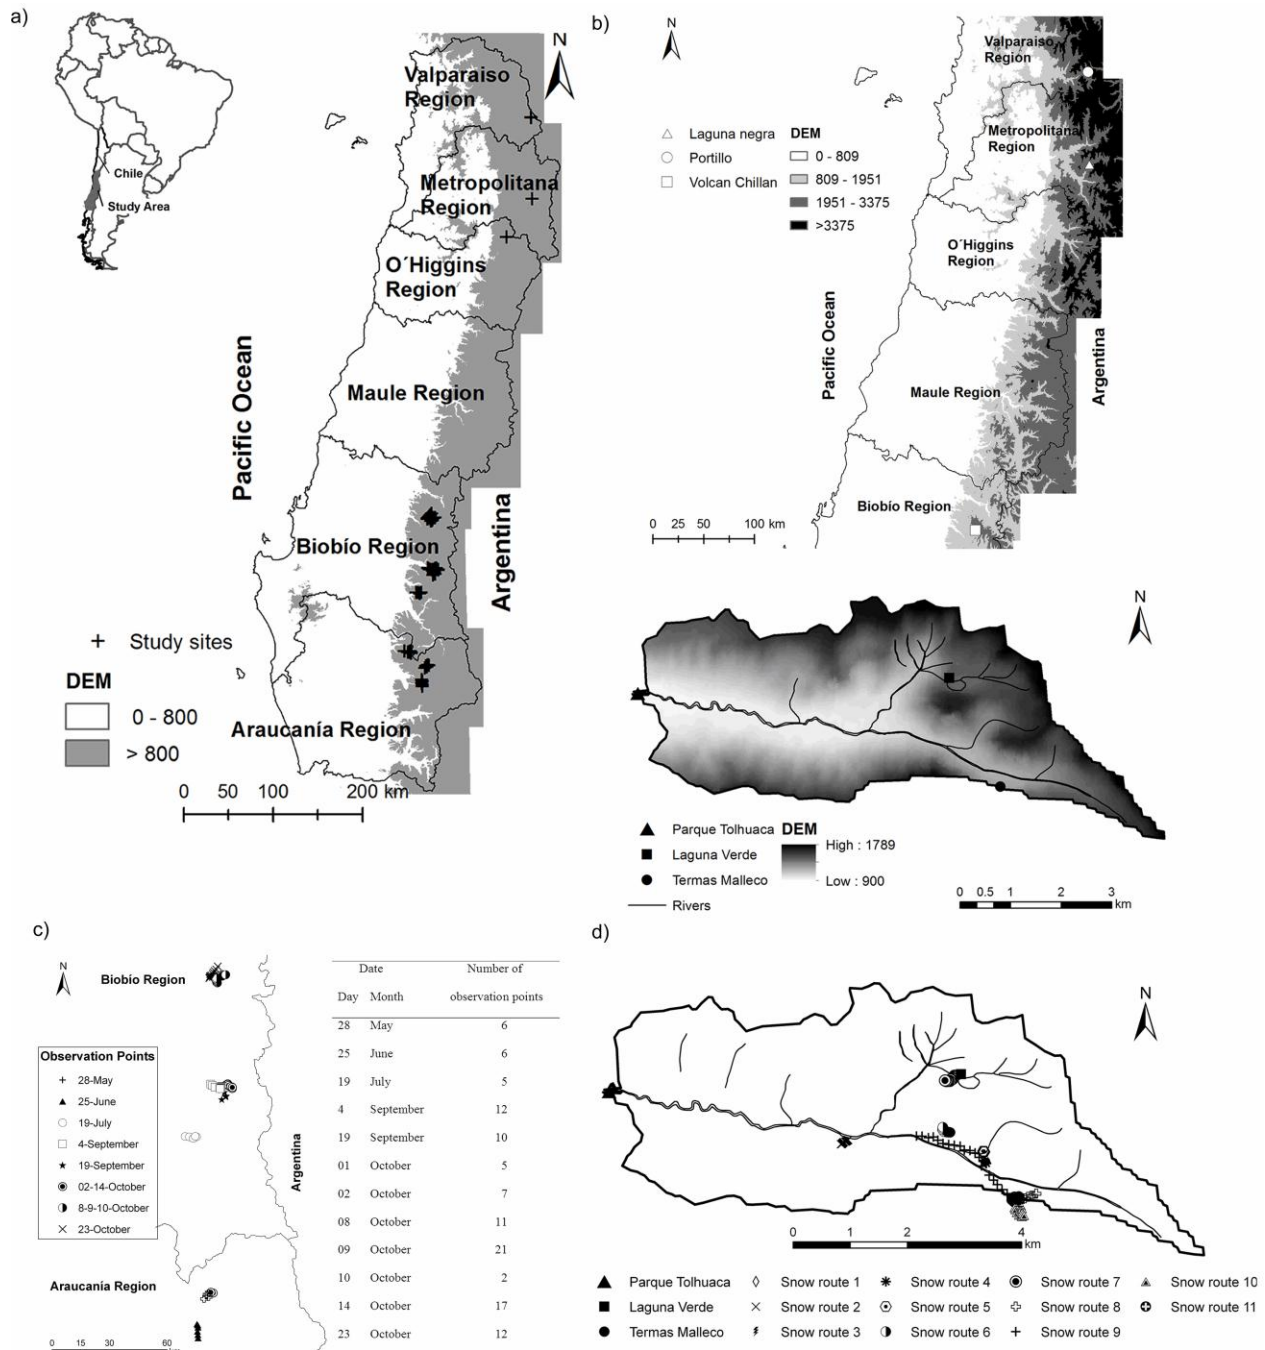 a)
N
Valparaiso
Region
Metropolitana
Region
O´Higgins
Region
Maule Region
Biobío Region
Araucanía Region
Pacific Ocean
Argentina
Chile
Study Area
Study sites
DEM
0 - 800
> 800
0 50 100 200 km
b)
N
Valparaiso
Region
Metropolitana
Region
O´Higgins
Region
Maule Region
Biobío Region
Pacific Ocean
Argentina
Laguna negra
Portillo
Volcan Chillan
DEM
0 - 809
809 - 1951
1951 - 3375
>3375
0 25 50 100 km
N
Parque Tolhuaca
Laguna Verde
Termas Malleco
Rivers
DEM
High : 1789
Low : 900
0 0.5 1 2 3
km
c)
N
Biobío Region
Argentina
Araucanía Region
Observation Points
28-May
25-June
19-July
4-September
19-September
02-14-October
8-9-10-October
23-October
0 15 30 60
Date Number of
Day Month observation points
28 May 6
25 June 6
19 July 5
4 September 12
19 September 10
01 October 5
02 October 7
08 October 11
09 October 21
10 October 2
14 October 17
23 October 12
d)
N
0 1 2 4
km
Parque Tolhuaca Snow route 1 Snow route 4 Snow route 7 Snow route 10
Laguna Verde Snow route 2 Snow route 5 Snow route 8 Snow route 11
Termas Malleco Snow route 3 Snow route 6 Snow route 9